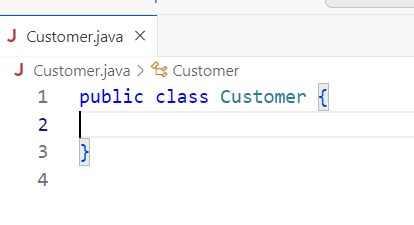 Customer.java
Customer.java > Customer
1 public class Customer {
2
3 }
4